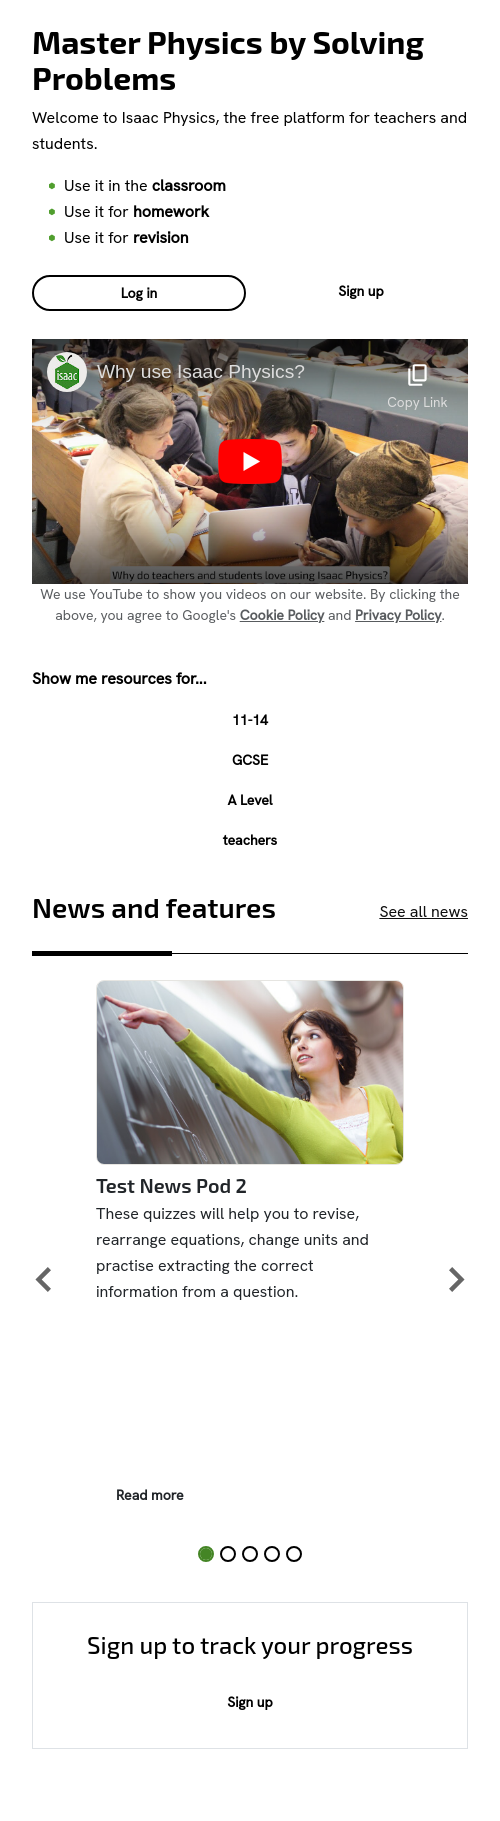 Master Physics by Solving
Problems
Welcome to Isaac Physics, the free platform for teachers and
students.
Use it in the classroom
Use it for homework
Use it for revision
Log in
Sign up
isaac
Why use Isaac Physics?
Copy Link
Why do teachers and students love using Isaac Physics?
We use YouTube to show you videos on our website. By clicking the
above, you agree to Google's Cookie Policy and Privacy Policy.
Show me resources for...
11-14
GCSE
A Level
teachers
News and features
See all news
Test News Pod 2
These quizzes will help you to revise,
rearrange equations, change units and
practise extracting the correct
information from a question.
Read more
Sign up to track your progress
Sign up